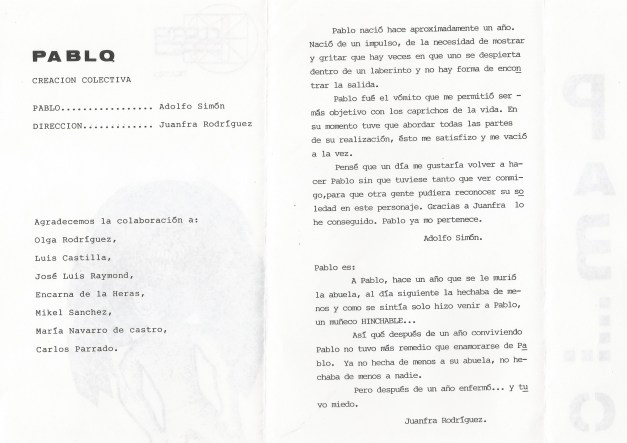 PABLO
CREACION COLECTIVA
PABLO................. Adolfo Simón
DIRECCION............. Juanfra Rodríguez
Agradecemos la colaboración a:
Olga Rodríguez,
Luis Castilla,
José Luis Raymond,
Encarna de la Heras,
Mikel Sanchez,
María Navarro de castro,
Carlos Parrado.
Pablo nació hace aproximadamente un año.
Nació de un impulso, de la necesidad de mostrar
y gritar que hay veces en que uno se despierta
dentro de un laberinto y no hay forma de encon
trar la salida.
Pablo fué el vómito que me permitió ser -
más objetivo con los caprichos de la vida. En
su momento tuve que abordar todas las partes
de su realización, ésto me satisfizo y me vació
a la vez.
Pensé que un día me gustaría volver a ha-
cer Pablo sin que tuviese tanto que ver conmi-
go,para que otra gente pudiera reconocer su so
ledad en este personaje. Gracias a Juanfra lo
he conseguido. Pablo ya mo pertenece.
Adolfo Simón.
Pablo es:
A Pablo, hace un año que se le murió
la abuela, al día siguiente la hechaba de me-
nos y como se sintía solo hizo venir a Pablo,
un muñeco HINCHABLE...
Así qué después de un año conviviendo
Pablo no tuvo más remedio que enamorarse de Pa
blo. Ya no hecha de menos a su abuela, no he-
chaba de menos a nadie.
Pero después de un año enfermó... y tu
vo miedo.
Juanfra Rodríguez.